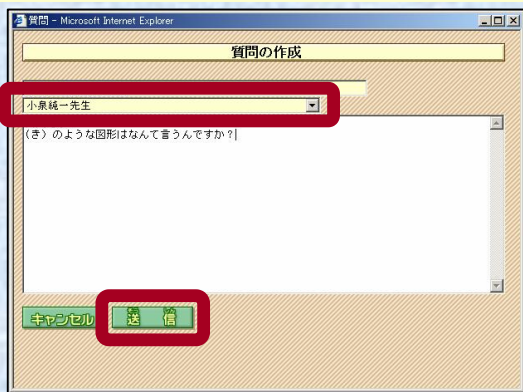 質問 - Microsoft Internet Explorer
質問の作成
小泉純一先生
（き）のような図形はなんて言うんですか？
キャンセル
送 信